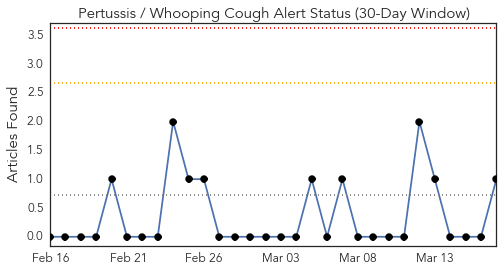 Pertussis / Whooping Cough Alert Status (30-Day Window)
Articles Found
3.5
3.0
2.5
2.0
1.5
1.0
0.5
0.0
Feb 16
Feb 21
Feb 26
Mar 03
Mar 08
Mar 13